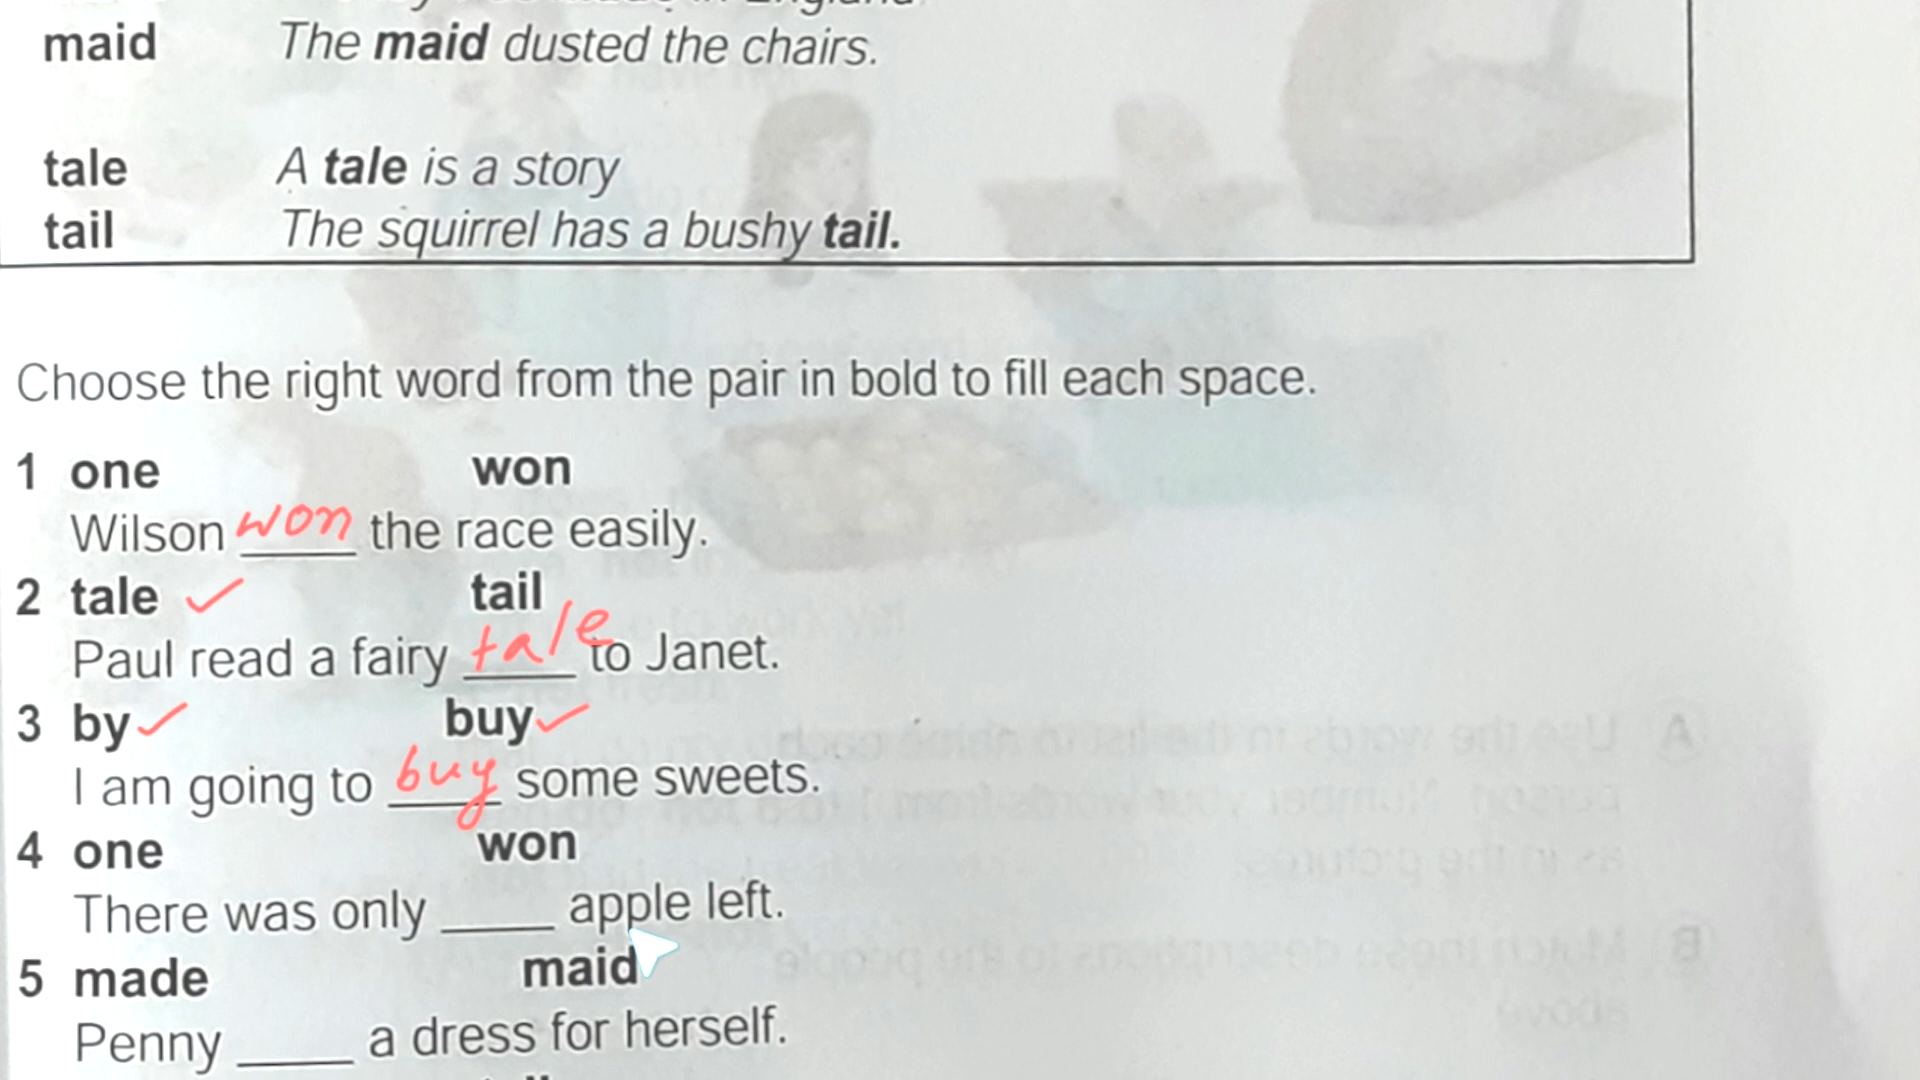 maid The maid dusted the chairs.
tale A tale is a story
tail The squirrel has a bushy tail.
Choose the right word from the pair in bold to fill each space.
1 one won
Wilson won the race easily.
2 tale ✓ tail
Paul read a fairy tale to Janet.
3 by ✓ buy ✓
I am going to buy some sweets.
4 one won
There was only ____ apple left.
5 made maid
Penny ____ a dress for herself.